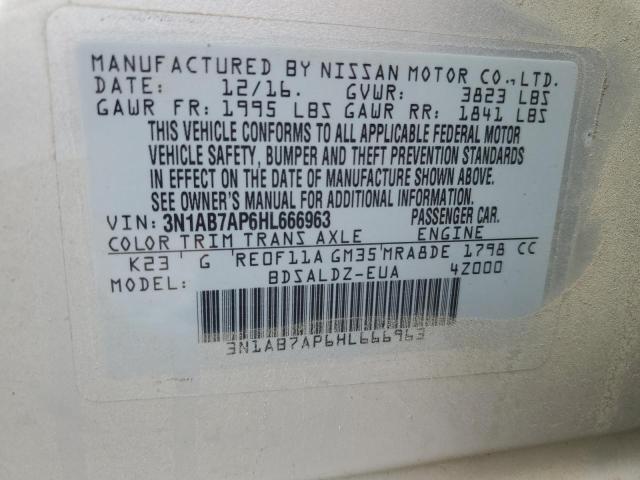 MANUFACTURED BY NISSAN MOTOR CO., LTD.
DATE: 12/16. GVWR: 3823 LBS
GAWR FR: 1995 LBS GAWR RR: 1841 LBS
THIS VEHICLE CONFORMS TO ALL APPLICABLE FEDERAL MOTOR
VEHICLE SAFETY, BUMPER AND THEFT PREVENTION STANDARDS
IN EFFECT ON THE DATE OF MANUFACTURE SHOWN ABOVE.
SEE OWNER'S MANUAL FOR ADDITIONAL INFORMATION.
VIN: 3N1AB7AP6HL666963 PASSENGER CAR.
COLOR TRIM TRANS AXLE ENGINE
K23 G RE0F11A GM35 MRA8DE 1798 CC
MODEL: BDSALDZ-EUA 4Z000
3N1AB7AP6HL666963